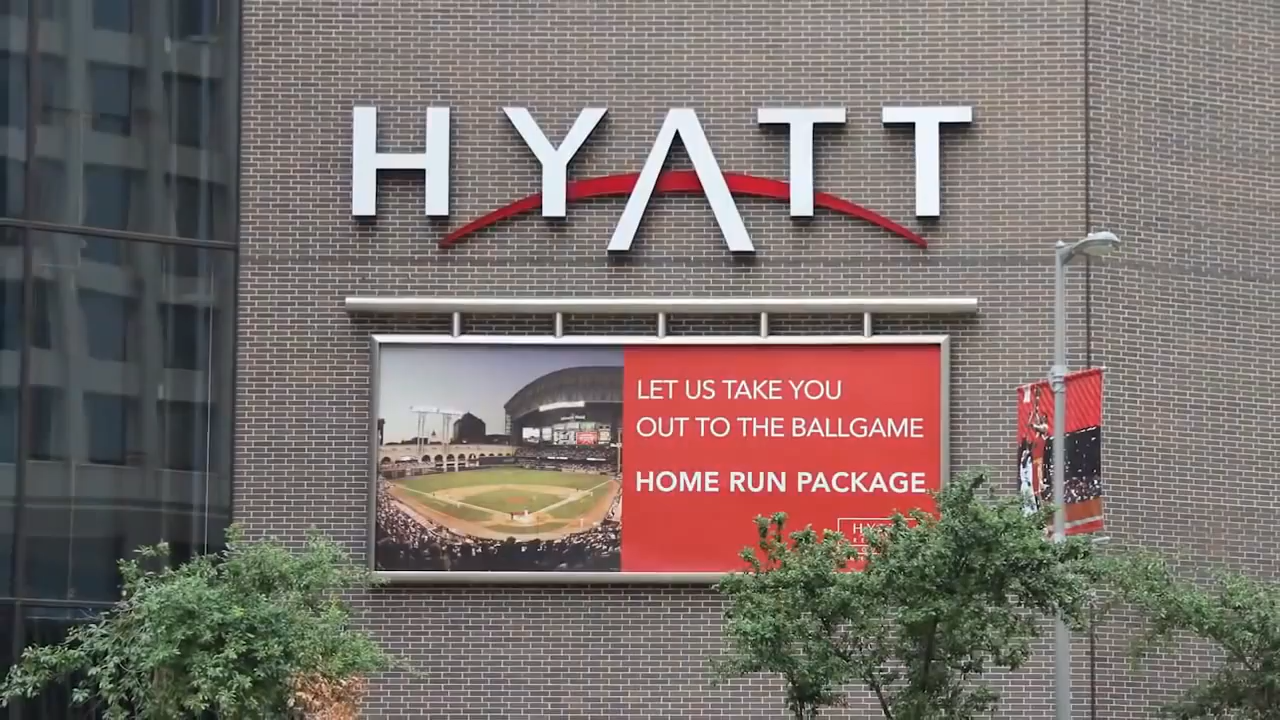 HYATT
LET US TAKE YOU
OUT TO THE BALLGAME
HOME RUN PACKAGE